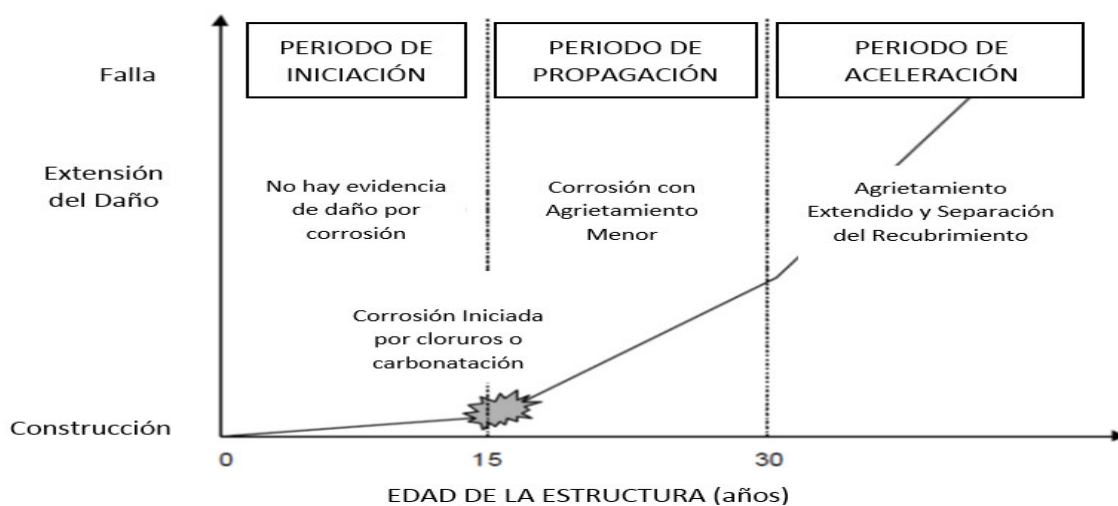 PERIODO DE
INICIACIÓN
PERIODO DE
PROPAGACIÓN
PERIODO DE
ACELERACIÓN
Falla
Extensión
del Daño
No hay evidencia
de daño por
corrosión
Corrosión con
Agrietamiento
Menor
Agrietamiento
Extendido y Separación
del Recubrimiento
Corrosión Iniciada
por cloruros o
carbonatación
Construcción
0
15
30
EDAD DE LA ESTRUCTURA (años)